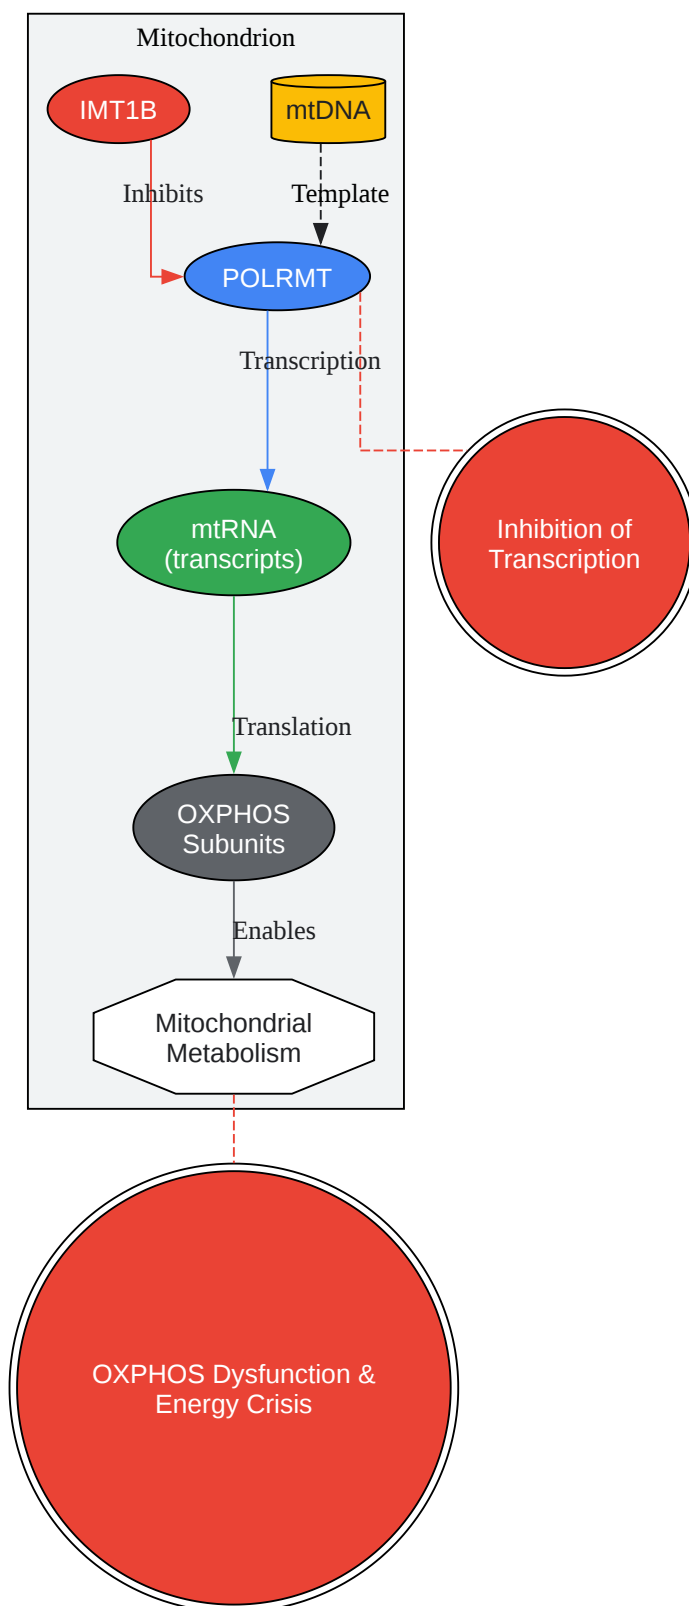 Mitochondrion
IMT1B
mtDNA
Inhibits
Template
POLRMT
Transcription
mtRNA
(transcripts)
Inhibition of
Transcription
Translation
OXPHOS
Subunits
Enables
Mitochondrial
Metabolism
OXPHOS Dysfunction &
Energy Crisis